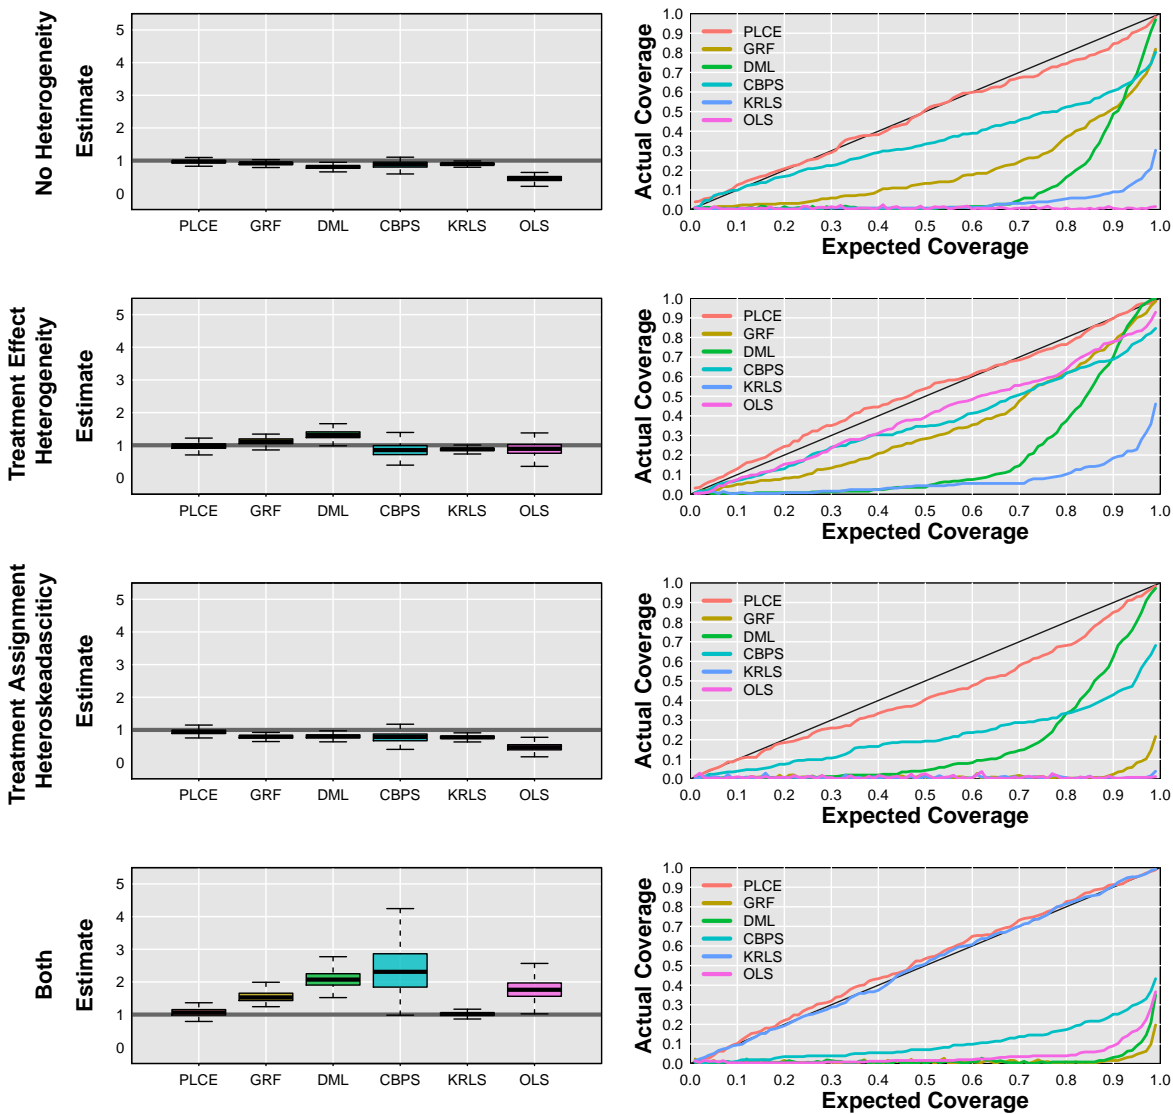 No Heterogeneity
Estimate
5
4
3
2
1
0
PLCE GRF DML CBPS KRLS OLS
Actual Coverage
1.0
0.9
0.8
0.7
0.6
0.5
0.4
0.3
0.2
0.1
0.0
PLCE
GRF
DML
CBPS
KRLS
OLS
0.0 0.1 0.2 0.3 0.4 0.5 0.6 0.7 0.8 0.9 1.0
Expected Coverage
Treatment Effect
Heterogeneity
Estimate
5
4
3
2
1
0
PLCE GRF DML CBPS KRLS OLS
Actual Coverage
1.0
0.9
0.8
0.7
0.6
0.5
0.4
0.3
0.2
0.1
0.0
PLCE
GRF
DML
CBPS
KRLS
OLS
0.0 0.1 0.2 0.3 0.4 0.5 0.6 0.7 0.8 0.9 1.0
Expected Coverage
Treatment Assignment
Heteroskeadasciticy
Estimate
5
4
3
2
1
0
PLCE GRF DML CBPS KRLS OLS
Actual Coverage
1.0
0.9
0.8
0.7
0.6
0.5
0.4
0.3
0.2
0.1
0.0
PLCE
GRF
DML
CBPS
KRLS
OLS
0.0 0.1 0.2 0.3 0.4 0.5 0.6 0.7 0.8 0.9 1.0
Expected Coverage
Both
Estimate
5
4
3
2
1
0
PLCE GRF DML CBPS KRLS OLS
Actual Coverage
1.0
0.9
0.8
0.7
0.6
0.5
0.4
0.3
0.2
0.1
0.0
PLCE
GRF
DML
CBPS
KRLS
OLS
0.0 0.1 0.2 0.3 0.4 0.5 0.6 0.7 0.8 0.9 1.0
Expected Coverage